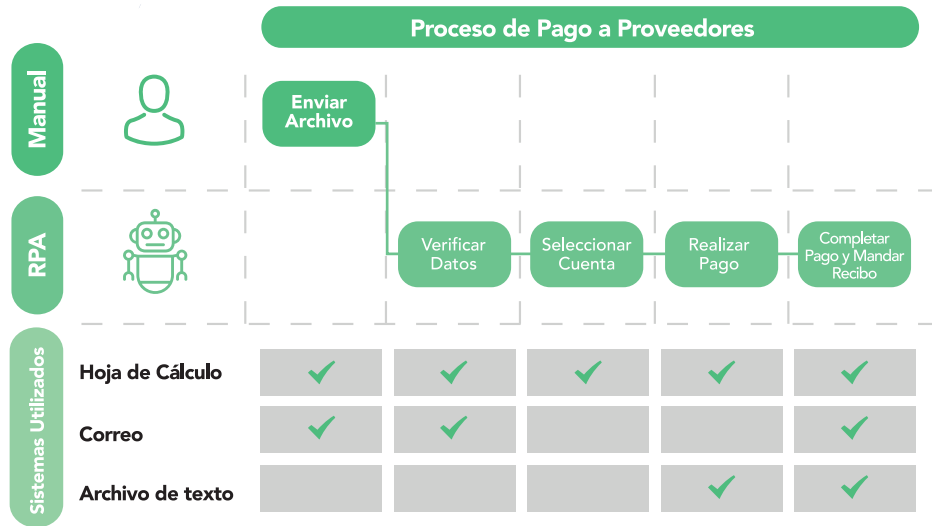 Proceso de Pago a Proveedores
Manual
Enviar
Archivo
RPA
Verificar
Datos
Seleccionar
Cuenta
Realizar
Pago
Completar
Pago y Mandar
Recibo
Sistemas Utilizados
Hoja de Cálculo
Correo
Archivo de texto